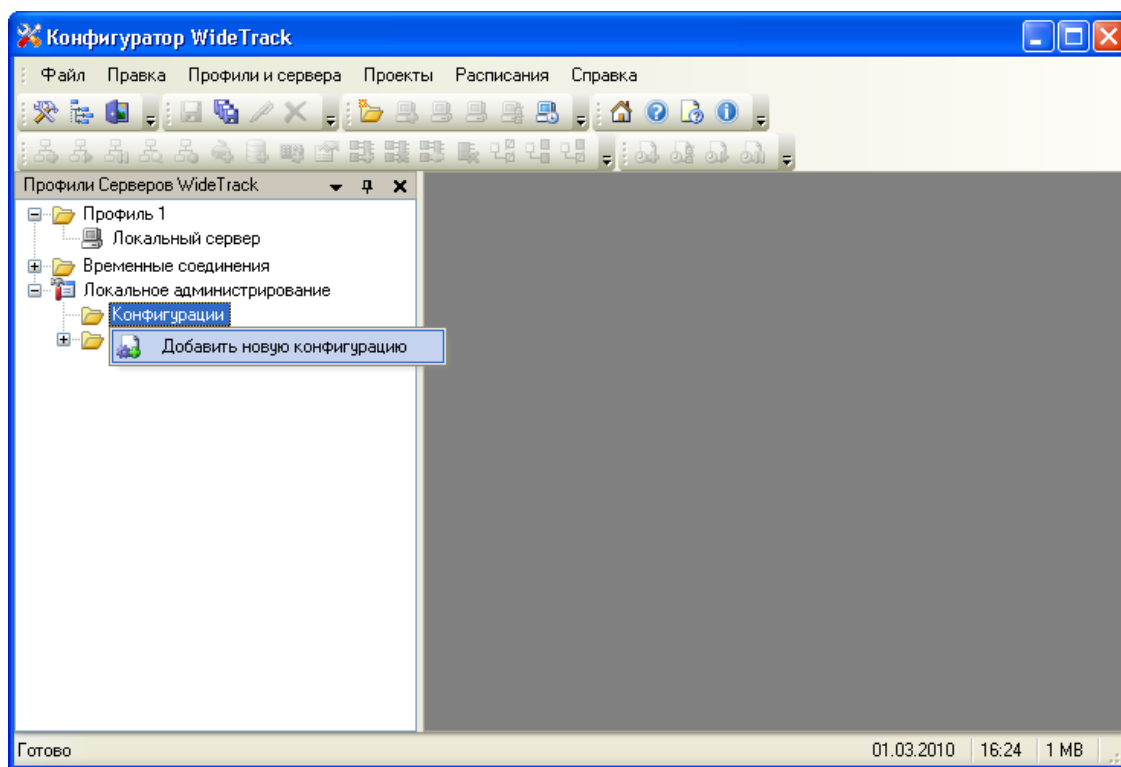 Конфигуратор WideTrack
Файл Правка Профили и сервера Проекты Расписания Справка
Профили Серверов WideTrack
Профиль 1
Локальный сервер
Временные соединения
Локальное администрирование
Конфигурации
Добавить новую конфигурацию
Готово 01.03.2010 16:24 1 MB